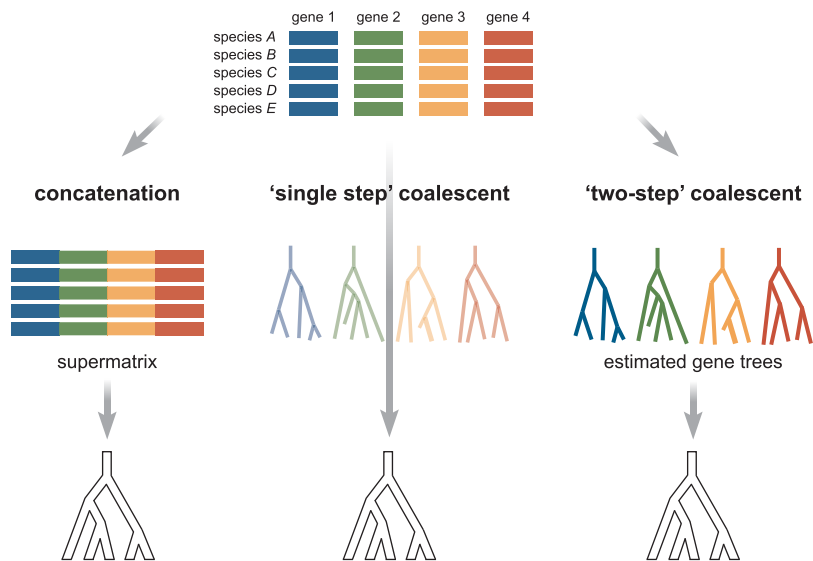 gene 1 gene 2 gene 3 gene 4
species A
species B
species C
species D
species E
concatenation
‘single step’ coalescent
‘two-step’ coalescent
supermatrix
estimated gene trees